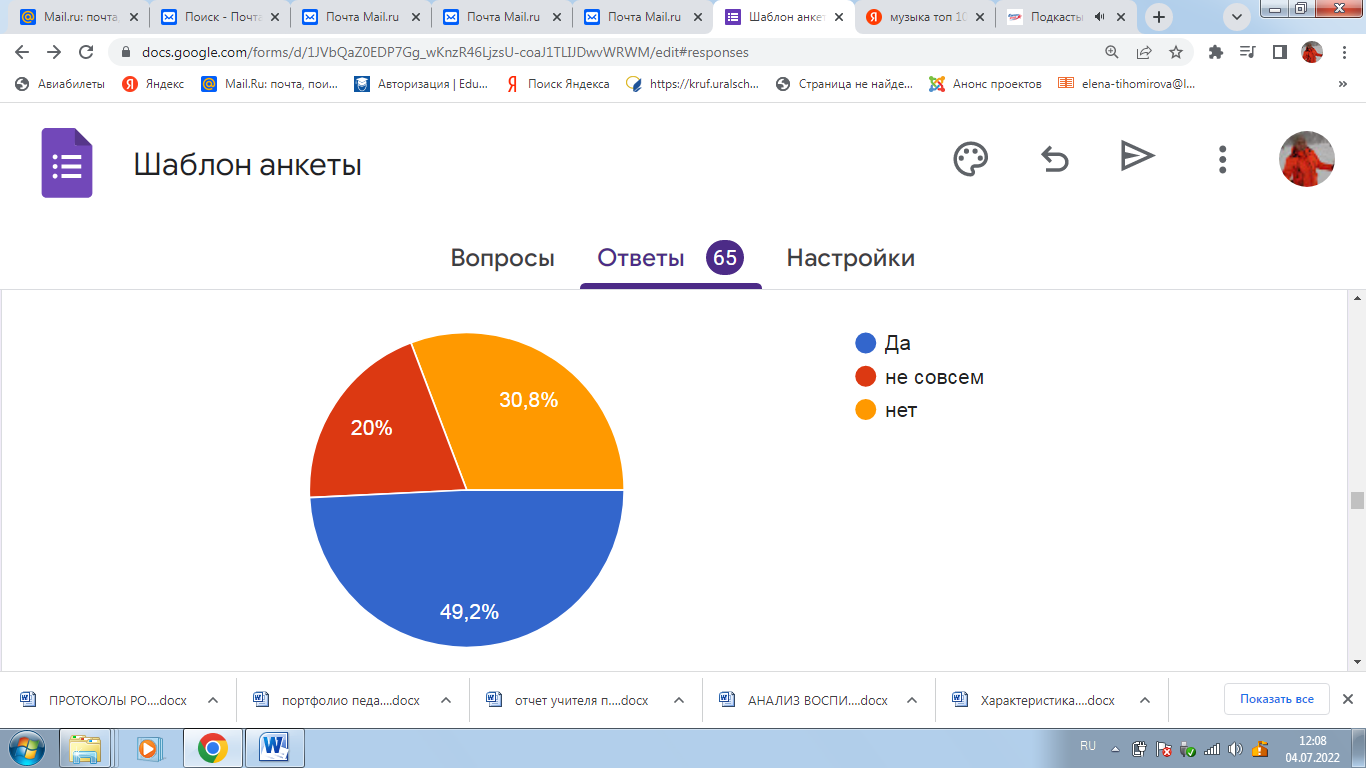 Mail.ru: почта,
Поиск - Почта
Почта Mail.ru
Почта Mail.ru
Почта Mail.ru
Шаблон анкет
музыка топ 10
Подкасты
docs.google.com/forms/d/1JVbQaZ0EDP7Gg_wKnzR46LjzsU-coaJ1TLIJDwvWRWM/edit#responses
Авиабилеты
Яндекс
Mail.Ru: почта, пои...
Авторизация | Edu...
Поиск Яндекса
https://kruf.uralsch...
Страница не найде...
Анонс проектов
elena-tihomirova@l...
Шаблон анкеты
Вопросы
Ответы 65
Настройки
30,8%
20%
49,2%
Да
не совсем
нет
ПРОТОКОЛЫ РО....docx
портфолио педа....docx
отчет учителя п....docx
АНАЛИЗ ВОСПИ....docx
Характеристика....docx
Показать все
RU
12:08
04.07.2022